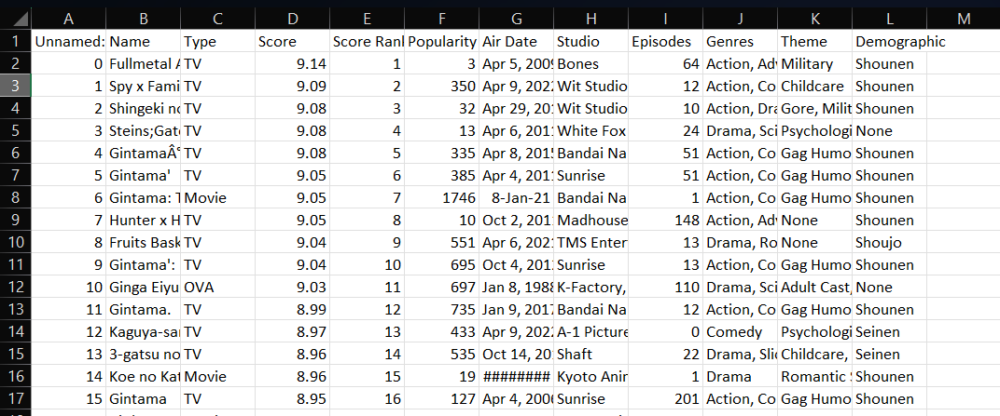 A B C D E F G H I J K L M
1 Unnamed: Name Type Score Score Ranl Popularity Air Date Studio Episodes Genres Theme Demographic
2 0 Fullmetal A TV 9.14 1 3 Apr 5, 2009 Bones 64 Action, Adv Military Shounen
3 1 Spy x Fami TV 9.09 2 350 Apr 9, 2022 Wit Studio 12 Action, Co Childcare Shounen
4 2 Shingeki no TV 9.08 3 32 Apr 29, 201 Wit Studio 10 Action, Dra Gore, Milit Shounen
5 3 Steins;Gat TV 9.08 4 13 Apr 6, 2011 White Fox 24 Drama, Sci Psychologi None
6 4 GintamaÂ° TV 9.08 5 335 Apr 8, 2015 Bandai Na 51 Action, Co Gag Humo Shounen
7 5 Gintama' TV 9.05 6 385 Apr 4, 2011 Sunrise 51 Action, Co Gag Humo Shounen
8 6 Gintama: T Movie 9.05 7 1746 8-Jan-21 Bandai Na 1 Action, Co Gag Humo Shounen
9 7 Hunter x H TV 9.05 8 10 Oct 2, 2011 Madhouse 148 Action, Adv None Shounen
10 8 Fruits Bask TV 9.04 9 551 Apr 6, 2021 TMS Enter 13 Drama, Ro None Shoujo
11 9 Gintama': TV 9.04 10 695 Oct 4, 2012 Sunrise 13 Action, Co Gag Humo Shounen
12 10 Ginga Eiyu OVA 9.03 11 697 Jan 8, 1988 K-Factory, 110 Drama, Sci Adult Cast, None
13 11 Gintama. TV 8.99 12 735 Jan 9, 2017 Bandai Na 12 Action, Co Gag Humo Shounen
14 12 Kaguya-sa TV 8.97 13 433 Apr 9, 2022 A-1 Picture 0 Comedy Psychologi Seinen
15 13 3-gatsu no TV 8.96 14 535 Oct 14, 20 Shaft 22 Drama, Slic Childcare, Seinen
16 14 Koe no Kat Movie 8.96 15 19 ######## Kyoto Anir 1 Drama Romantic S Shounen
17 15 Gintama TV 8.95 16 127 Apr 4, 2006 Sunrise 201 Action, Co Gag Humo Shounen